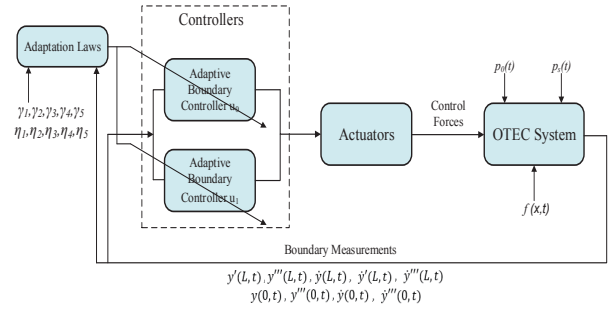 Controllers
Adaptation Laws
Adaptive
Boundary
Controller u₀
γ₁,γ₂,γ₃,γ₄,γ₅
η₁,η₂,η₃,η₄,η₅
Adaptive
Boundary
Controller u₁
Actuators
Control
Forces
p₀(t)
pₛ(t)
OTEC System
f(x,t)
Boundary Measurements
y′(L,t) ,y‴(L,t) ,ẏ(L,t) , ẏ′(L,t) , ẏ‴(L,t)
y(0,t) , y‴(0,t) , ẏ(0,t) , ẏ‴(0,t)